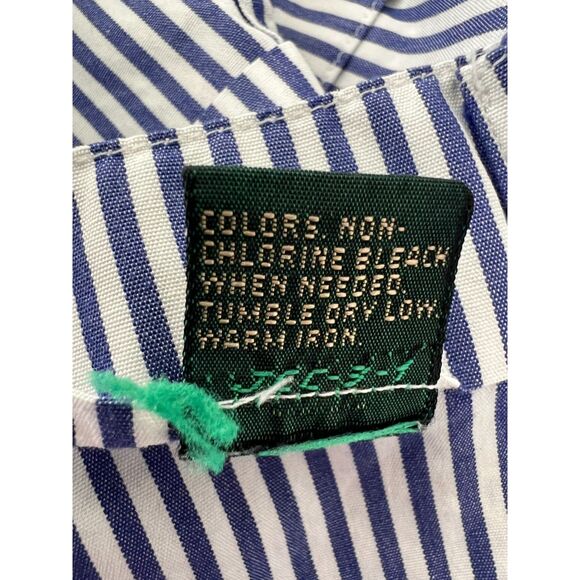 COLORS, NON-
CHLORINE BLEACH
WHEN NEEDED,
TUMBLE DRY LOW.
WARM IRON.